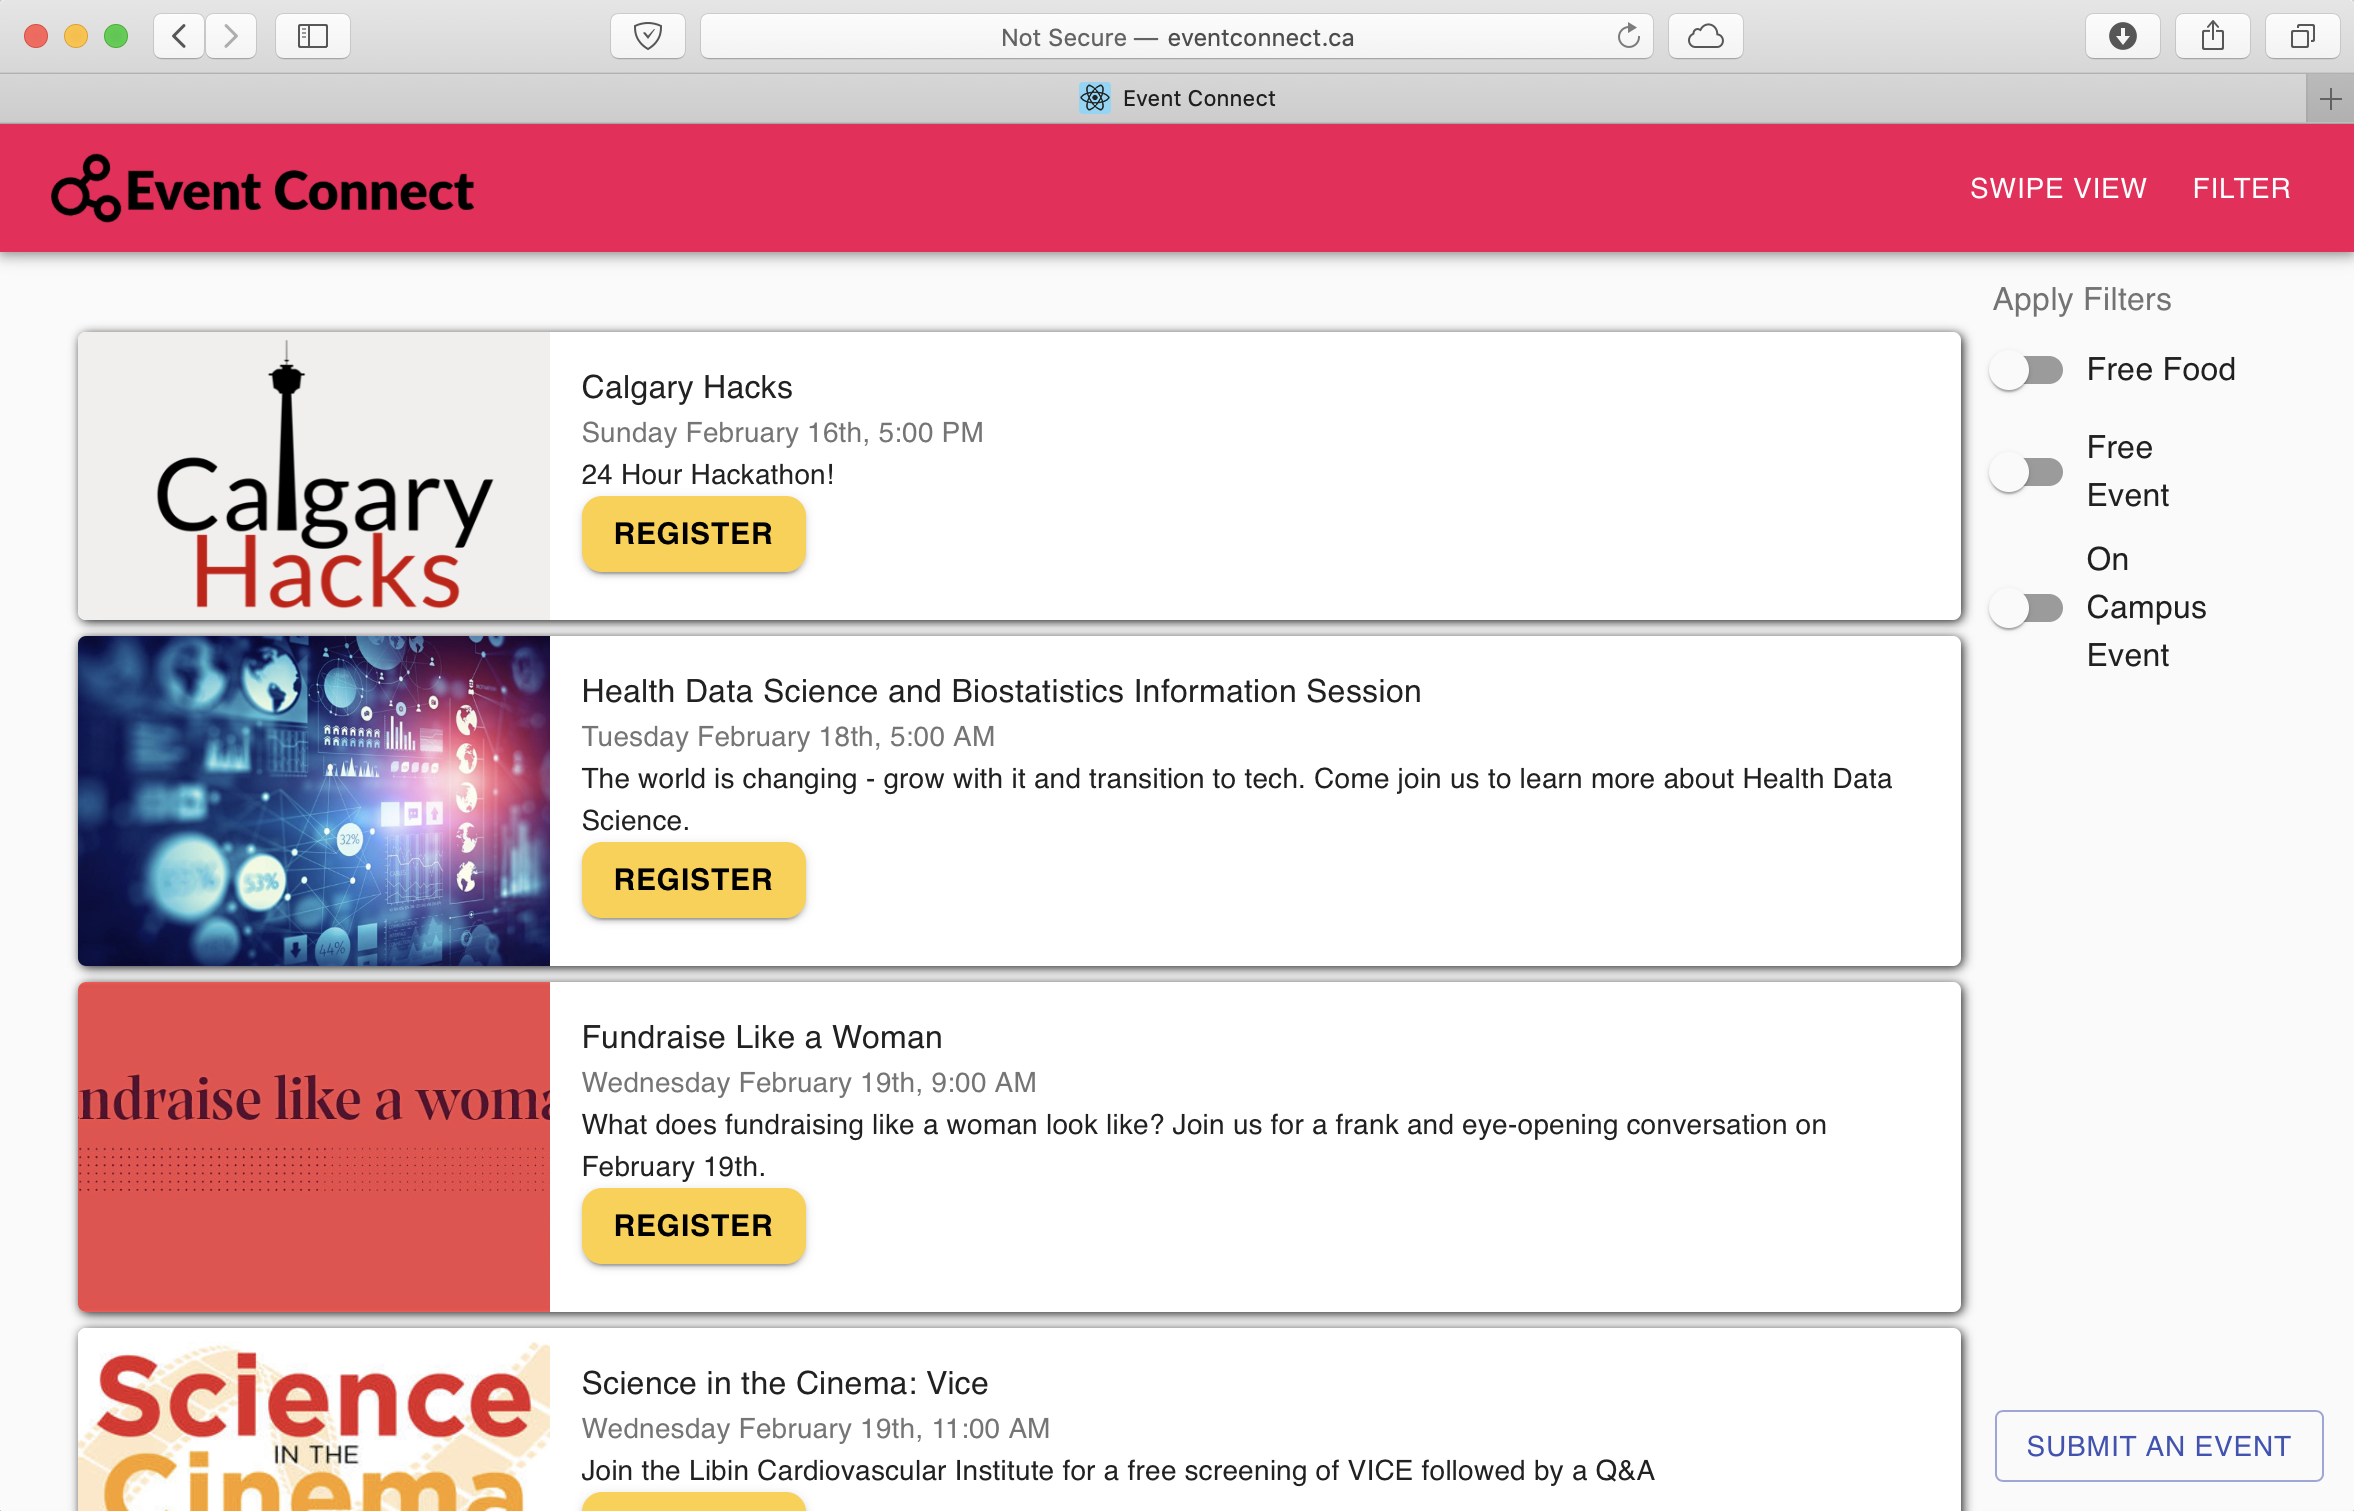 Not Secure — eventconnect.ca
Event Connect
Event Connect
SWIPE VIEW FILTER
Apply Filters
Free Food
Free
Event
On
Campus
Event
Calgary
Hacks
Calgary Hacks
Sunday February 16th, 5:00 PM
24 Hour Hackathon!
REGISTER
32%
53%
44%
Health Data Science and Biostatistics Information Session
Tuesday February 18th, 5:00 AM
The world is changing - grow with it and transition to tech. Come join us to learn more about Health Data
Science.
REGISTER
ndraise like a woma
Fundraise Like a Woman
Wednesday February 19th, 9:00 AM
What does fundraising like a woman look like? Join us for a frank and eye-opening conversation on
February 19th.
REGISTER
Science
IN THE
Cinema
Science in the Cinema: Vice
Wednesday February 19th, 11:00 AM
Join the Libin Cardiovascular Institute for a free screening of VICE followed by a Q&A
SUBMIT AN EVENT